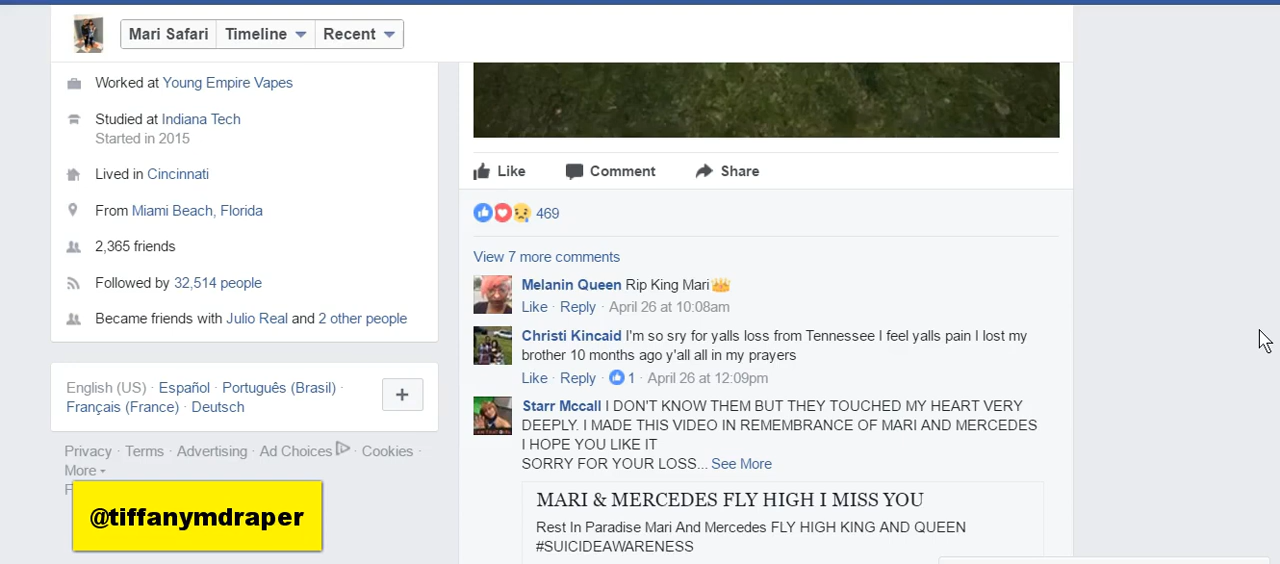 Mari Safari Timeline Recent
Worked at Young Empire Vapes
Studied at Indiana Tech
Started in 2015
Lived in Cincinnati
From Miami Beach, Florida
2,365 friends
Followed by 32,514 people
Became friends with Julio Real and 2 other people
English (US) · Español · Português (Brasil) ·
Français (France) · Deutsch
+
Privacy · Terms · Advertising · Ad Choices · Cookies ·
More
@tiffanymdraper
Like Comment Share
469
View 7 more comments
Melanin Queen Rip King Mari
Like · Reply · April 26 at 10:08am
Christi Kincaid I'm so sry for yalls loss from Tennessee I feel yalls pain I lost my
brother 10 months ago y'all all in my prayers
Like · Reply · 1 · April 26 at 12:09pm
Starr Mccall I DON'T KNOW THEM BUT THEY TOUCHED MY HEART VERY
DEEPLY. I MADE THIS VIDEO IN REMEMBRANCE OF MARI AND MERCEDES
I HOPE YOU LIKE IT
SORRY FOR YOUR LOSS... See More
MARI & MERCEDES FLY HIGH I MISS YOU
Rest In Paradise Mari And Mercedes FLY HIGH KING AND QUEEN
#SUICIDEAWARENESS